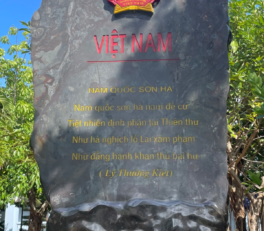 VIỆT NAM
NAM QUỐC SƠN HÀ
Nam quốc sơn hà nam đế cư
Tiệt nhiên định phận tại Thiên thư
Như hà nghịch lỗ lai xâm phạm
Như đẳng hành khan thủ bại hư
(Lý Thường Kiệt)